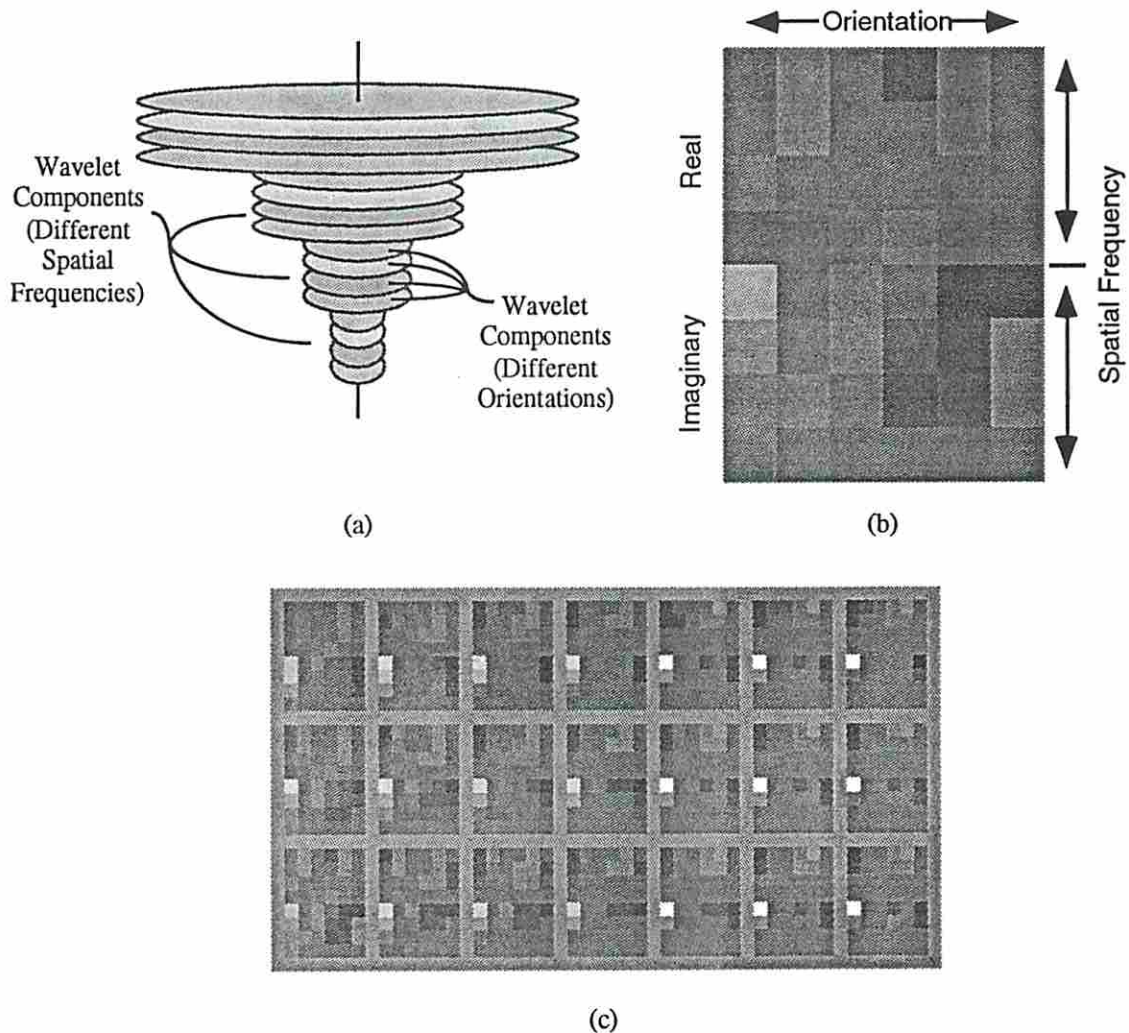 Wavelet
Components
(Different
Spatial
Frequencies)
Wavelet
Components
(Different
Orientations)
(a)
Orientation
Real
Imaginary
Spatial Frequency
(b)
(c)